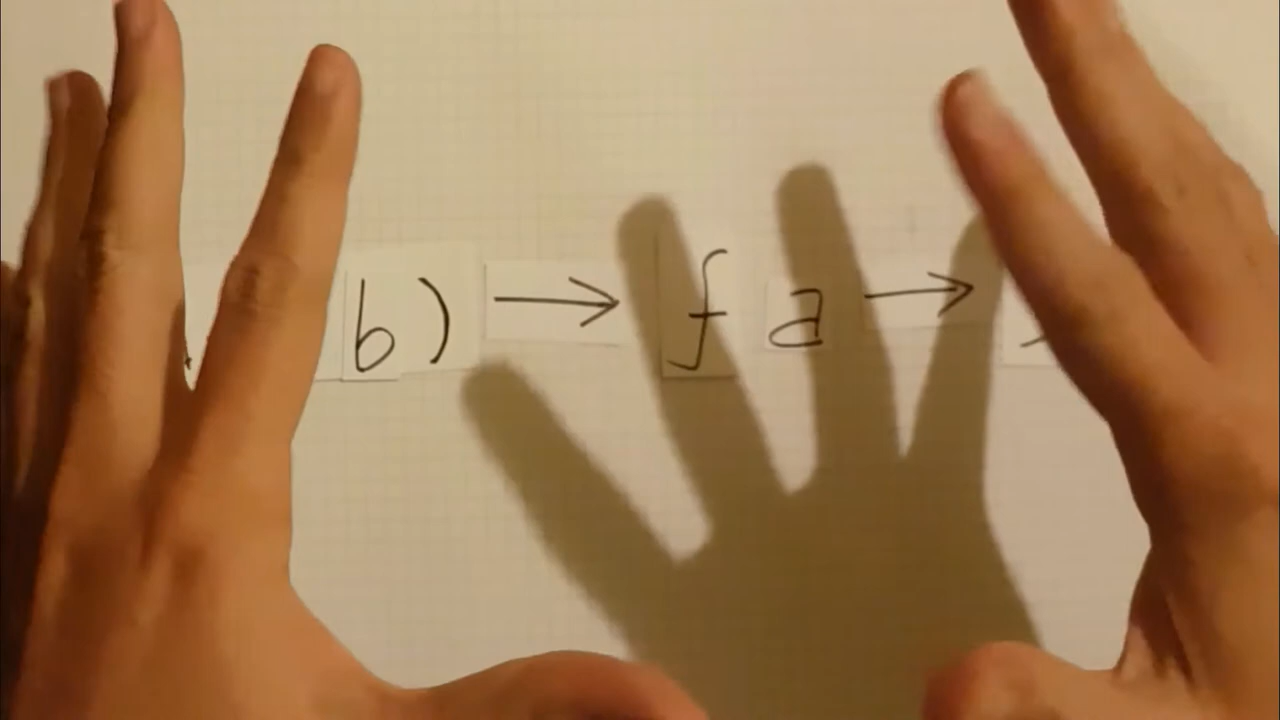 b) → f a →